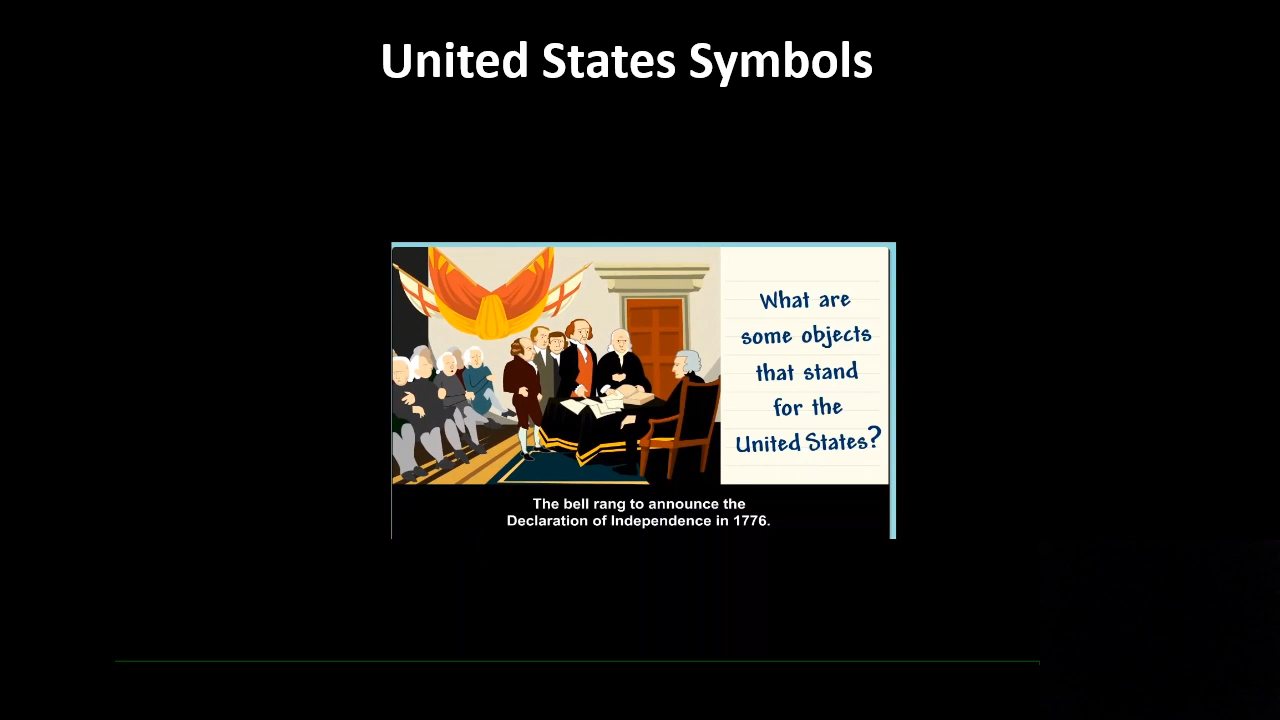 United States Symbols
What are
some objects
that stand
for the
United States?
The bell rang to announce the
Declaration of Independence in 1776.